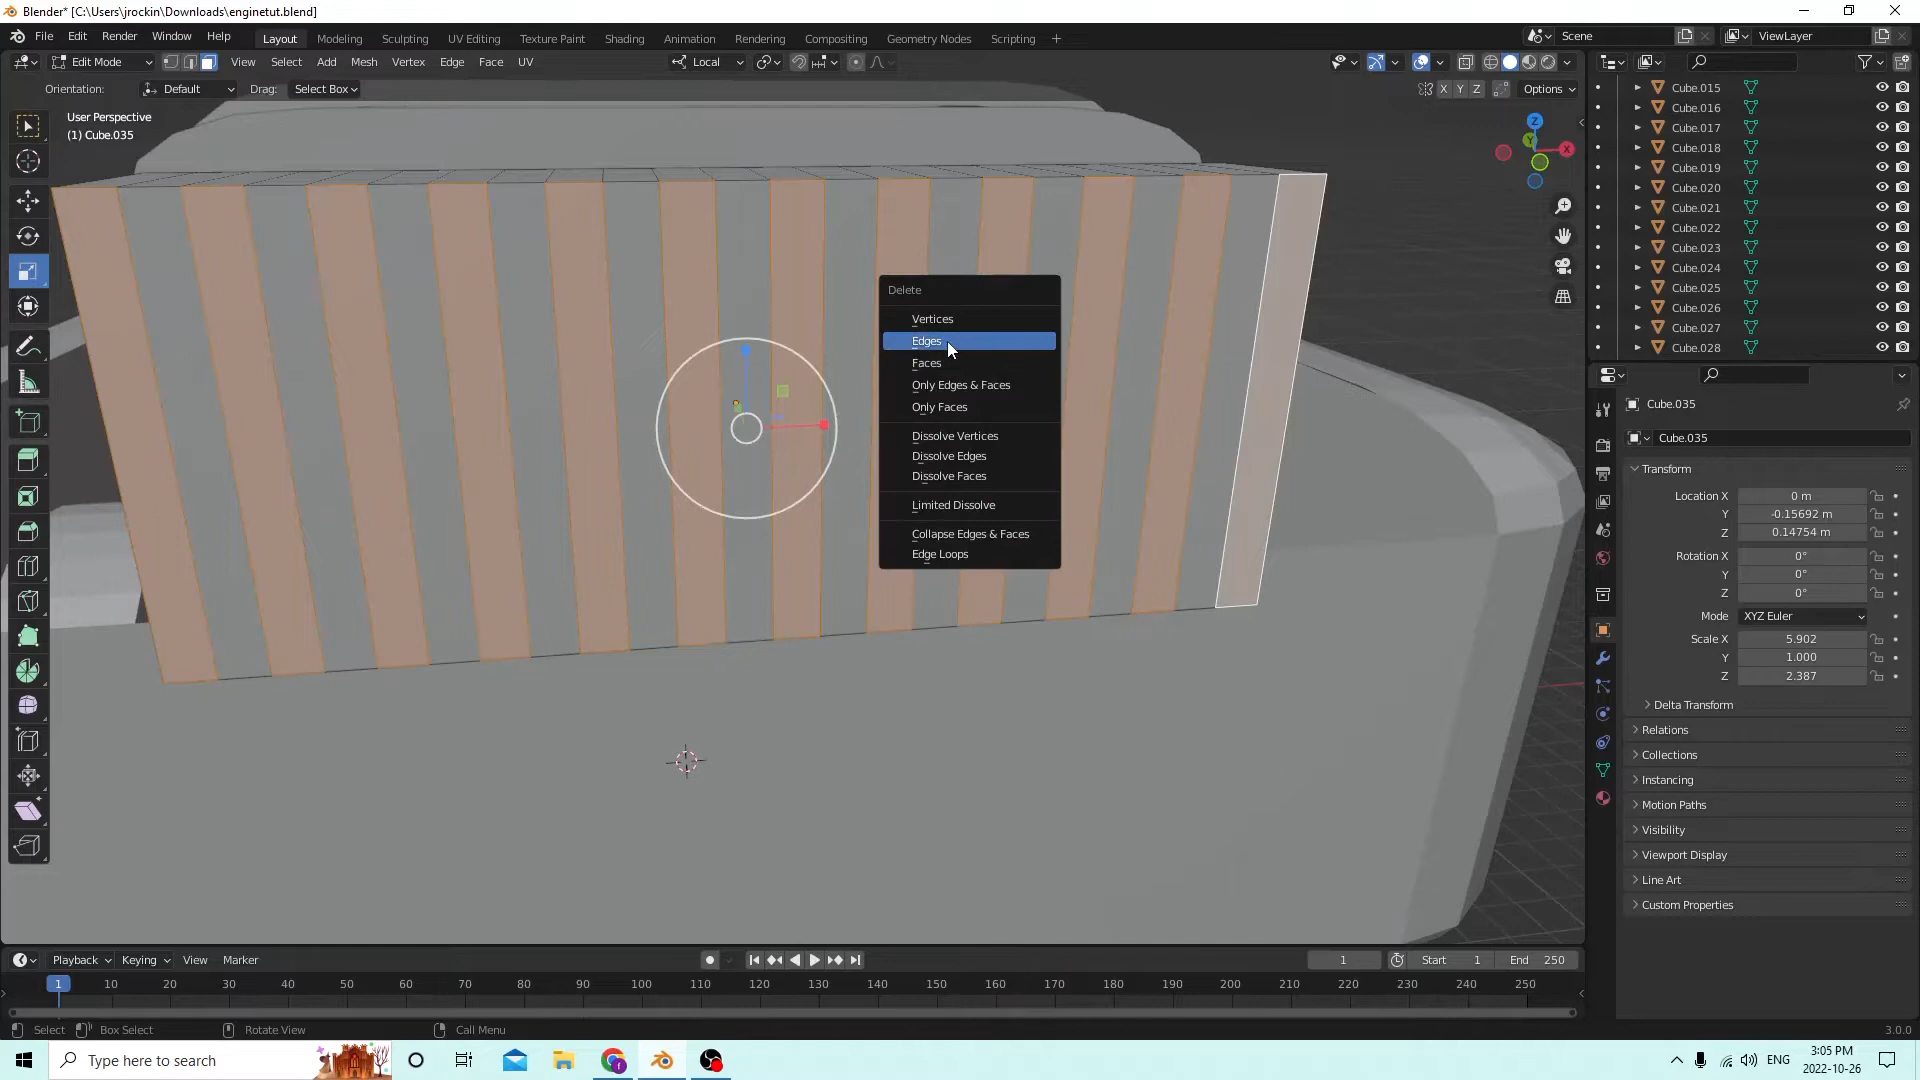 Blender* [C:\Users\jrockin\Downloads\enginetut.blend]
File Edit Render Window Help
Layout Modeling Sculpting UV Editing Texture Paint Shading Animation Rendering Compositing Geometry Nodes Scripting
Scene ViewLayer
Edit Mode View Select Add Mesh Vertex Edge Face UV Local
Orientation: Default Drag: Select Box X Y Z Options
User Perspective
(1) Cube.035
Z
Y
X
Delete
Vertices
Edges
Faces
Only Edges & Faces
Only Faces
Dissolve Vertices
Dissolve Edges
Dissolve Faces
Limited Dissolve
Collapse Edges & Faces
Edge Loops
Cube.015
Cube.016
Cube.017
Cube.018
Cube.019
Cube.020
Cube.021
Cube.022
Cube.023
Cube.024
Cube.025
Cube.026
Cube.027
Cube.028
Cube.035
Cube.035
Transform
Location X 0 m
Y -0.15692 m
Z 0.14754 m
Rotation X 0°
Y 0°
Z 0°
Mode XYZ Euler
Scale X 5.902
Y 1.000
Z 2.387
Delta Transform
Relations
Collections
Instancing
Motion Paths
Visibility
Viewport Display
Line Art
Custom Properties
Playback Keying View Marker 1 Start 1 End 250
1 10 20 30 40 50 60 70 80 90 100 110 120 130 140 150 160 170 180 190 200 210 220 230 240 250
Select Box Select Rotate View Call Menu 3.0.0
Type here to search
ENG
3:05 PM
2022-10-26